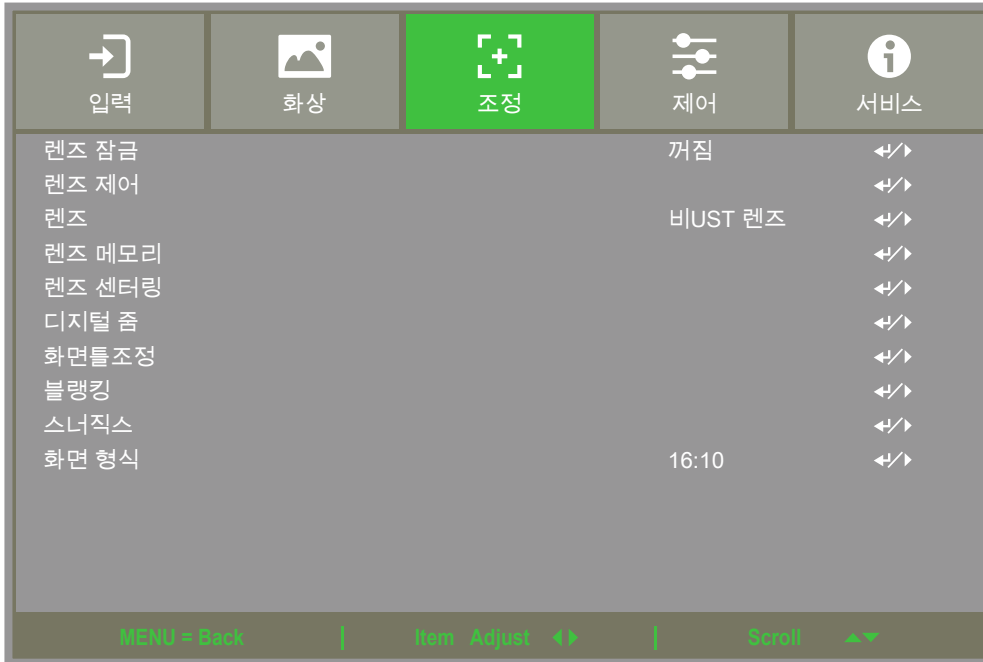 입력 화상 조정 제어 서비스
렌즈 잠금 꺼짐
렌즈 제어
렌즈 비UST 렌즈
렌즈 메모리
렌즈 센터링
디지털 줌
화면틀조정
블랭킹
스너직스
화면 형식 16:10
MENU = Back | Item Adjust | Scroll